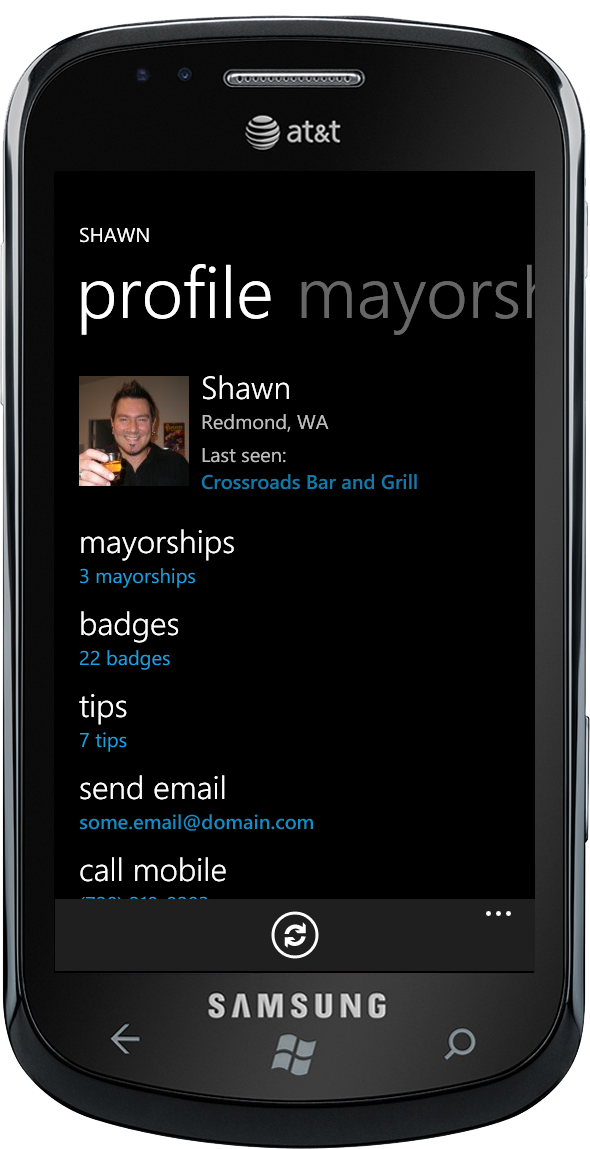 at&t
SHAWN
profile mayorsh
Shawn
Redmond, WA
Last seen:
Crossroads Bar and Grill
mayorships
3 mayorships
badges
22 badges
tips
7 tips
send email
some.email@domain.com
call mobile
SAMSUNG